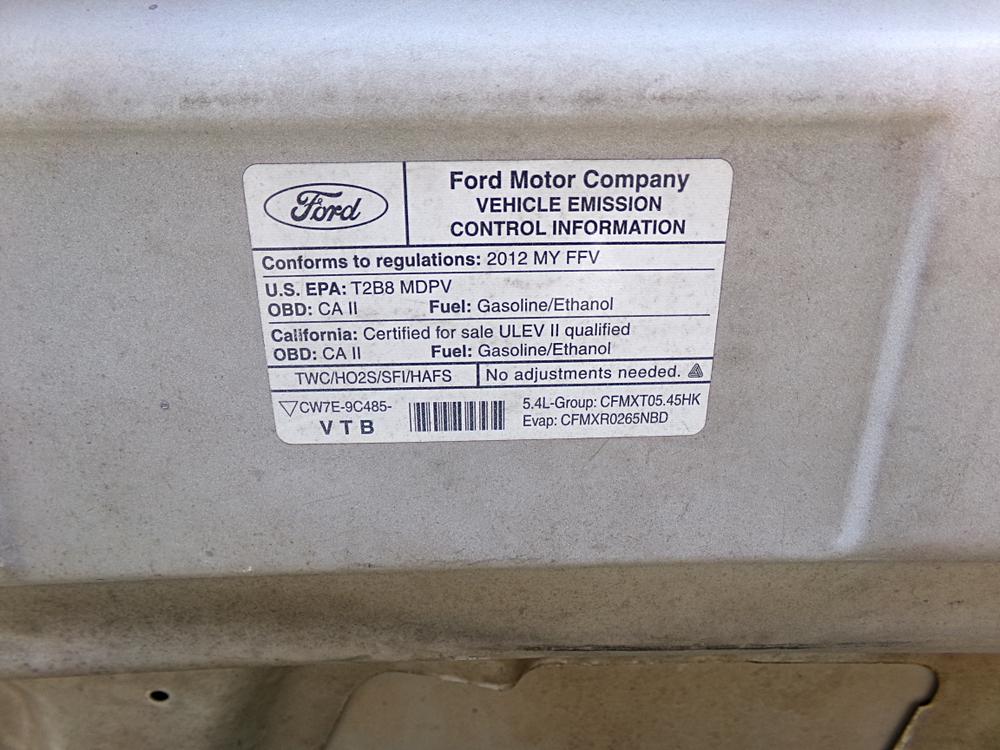 Ford
Ford Motor Company
VEHICLE EMISSION
CONTROL INFORMATION
Conforms to regulations: 2012 MY FFV
U.S. EPA: T2B8 MDPV
OBD: CA II Fuel: Gasoline/Ethanol
California: Certified for sale ULEV II qualified
OBD: CA II Fuel: Gasoline/Ethanol
TWC/HO2S/SFI/HAFS No adjustments needed.
CW7E-9C485-
VTB
5.4L-Group: CFMXT05.45HK
Evap: CFMXR0265NBD